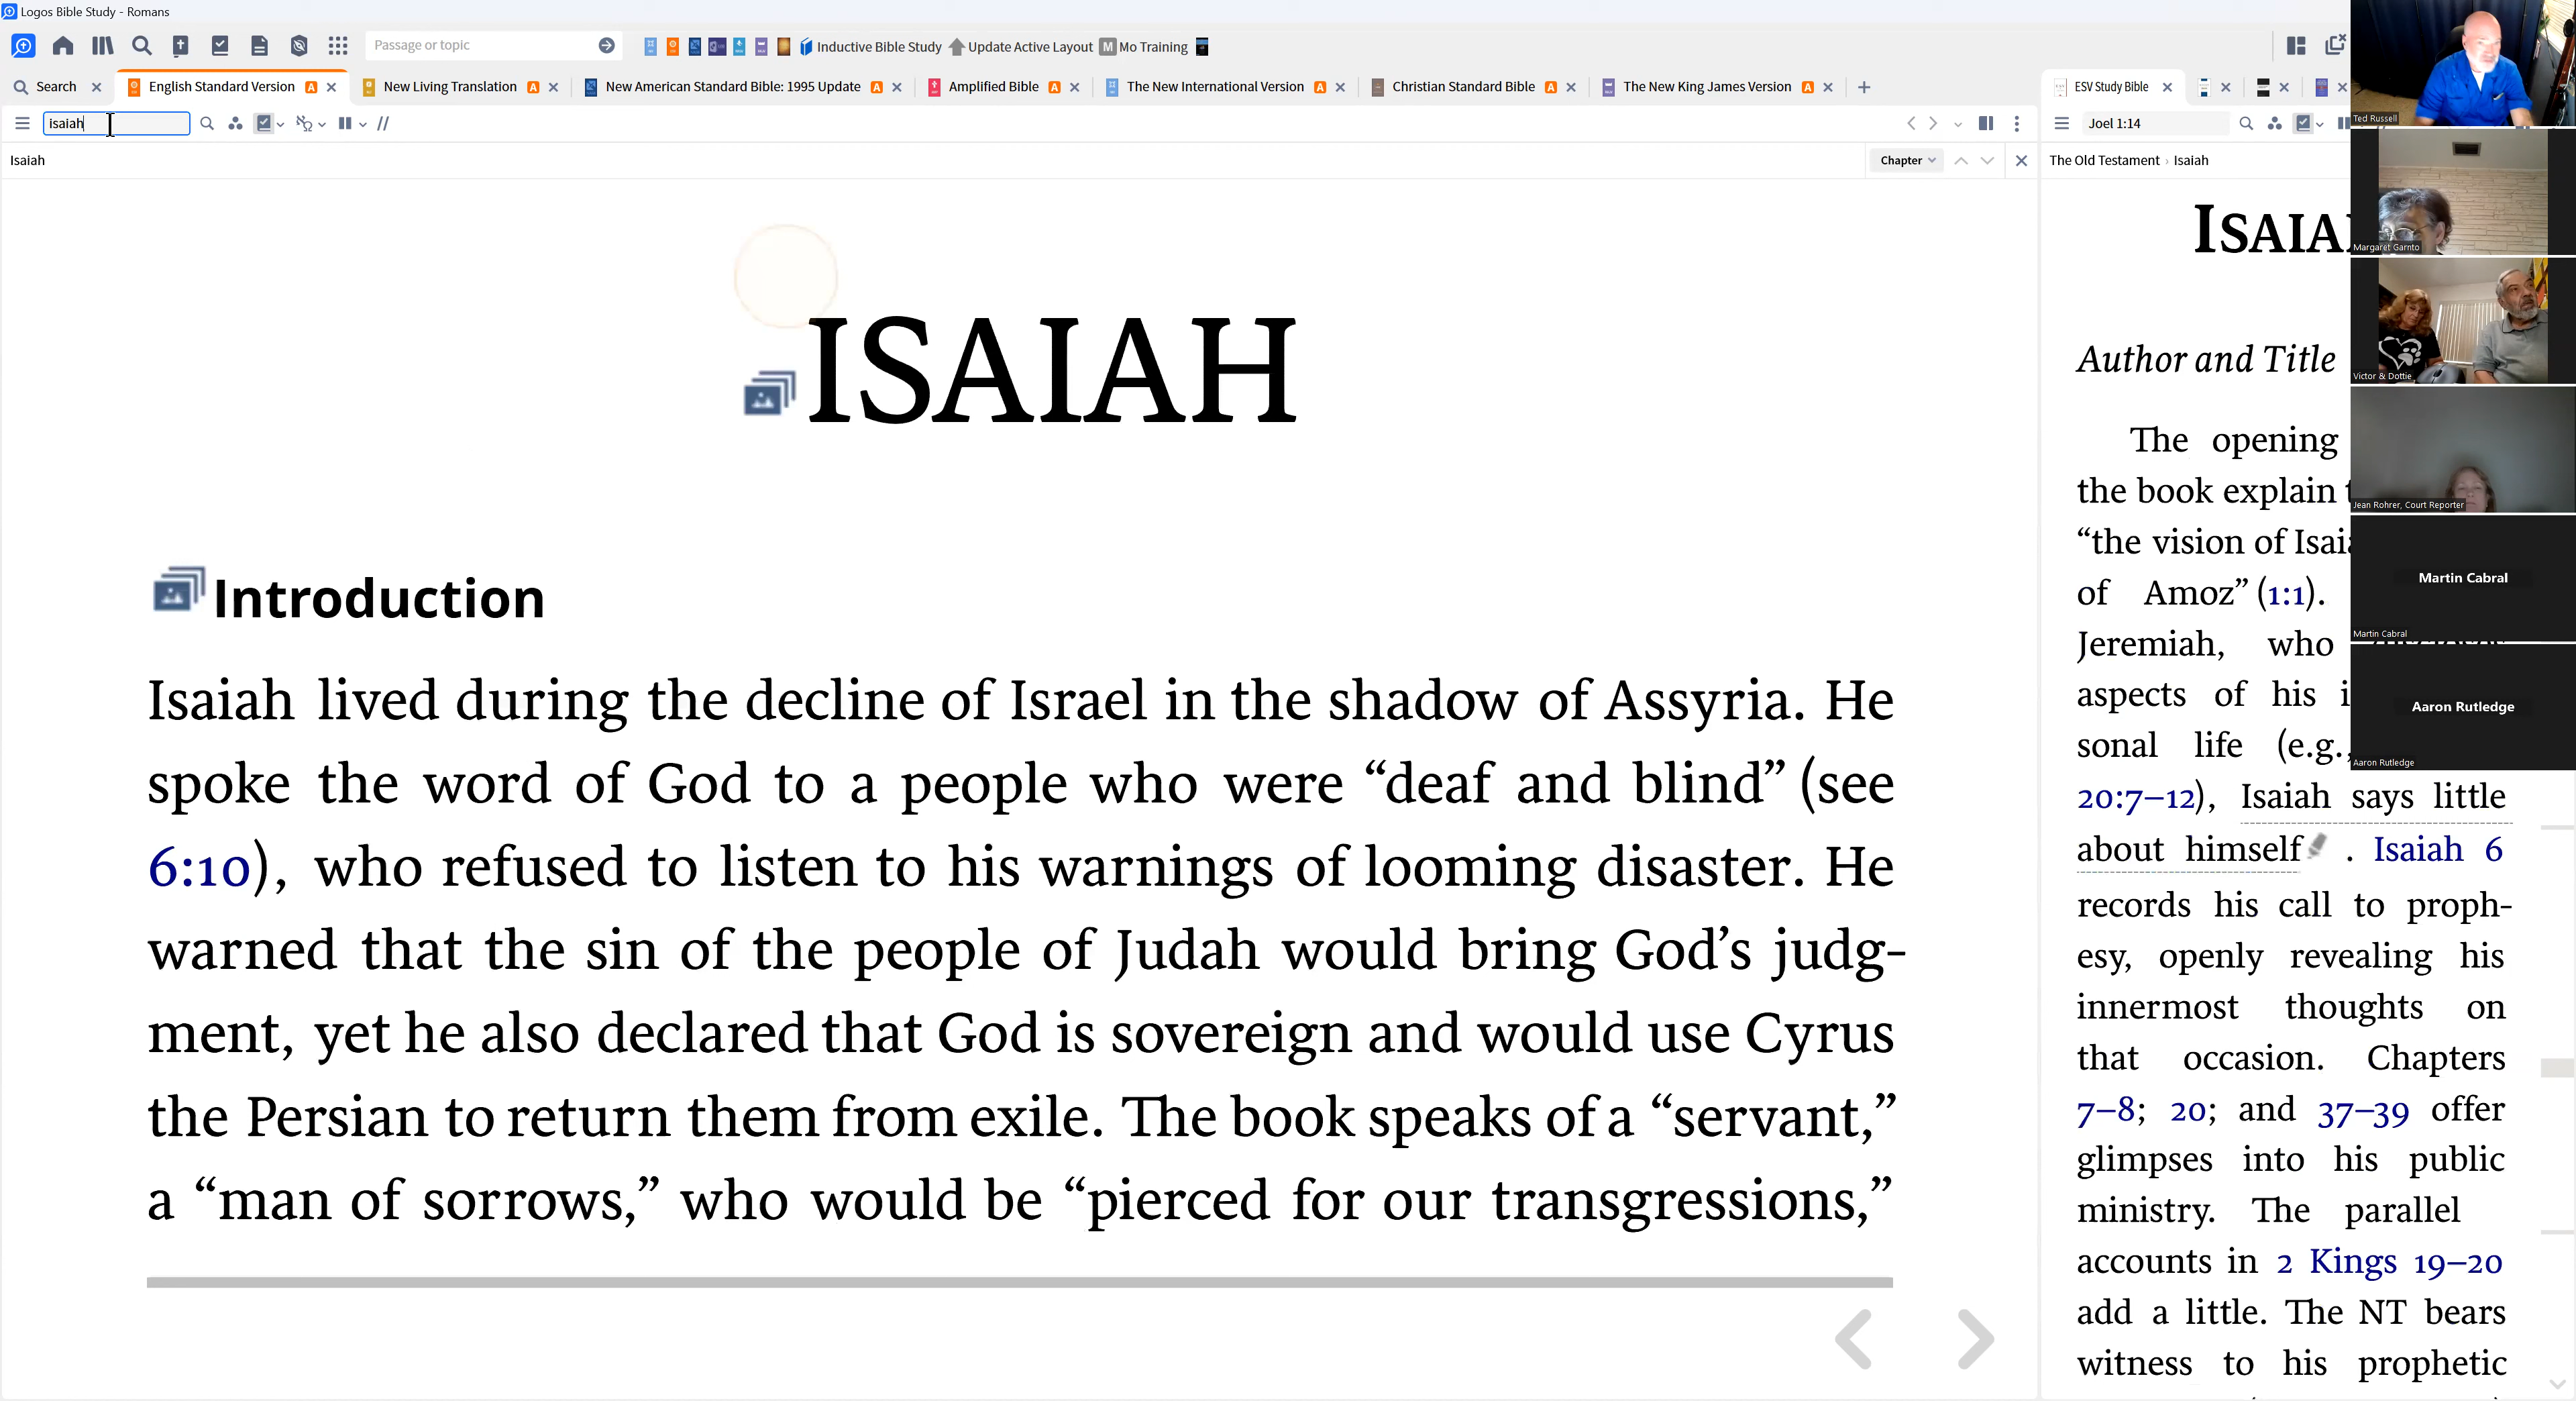 Logos Bible Study - Romans
Passage or topic
Inductive Bible Study
Update Active Layout
M Mo Training
Search
English Standard Version A
New Living Translation A
New American Standard Bible: 1995 Update A
Amplified Bible A
The New International Version A
Christian Standard Bible A
The New King James Version A
isaiah
Isaiah
Chapter
ISAIAH
Introduction
Isaiah lived during the decline of Israel in the shadow of Assyria. He
spoke the word of God to a people who were “deaf and blind” (see
6:10), who refused to listen to his warnings of looming disaster. He
warned that the sin of the people of Judah would bring God’s judg-
ment, yet he also declared that God is sovereign and would use Cyrus
the Persian to return them from exile. The book speaks of a “servant,”
a “man of sorrows,” who would be “pierced for our transgressions,”
ESV Study Bible
Joel 1:14
The Old Testament › Isaiah
Author and Title
The opening
the book explain
“the vision of
of Amoz” (1:1).
Jeremiah, who
aspects of his
sonal life (e.g.,
20:7–12), Isaiah says little
about himself . Isaiah 6
records his call to proph-
esy, openly revealing his
innermost thoughts on
that occasion. Chapters
7–8; 20; and 37–39 offer
glimpses into his public
ministry. The parallel
accounts in 2 Kings 19–20
add a little. The NT bears
witness to his prophetic
Ted Russell
Margaret Garnto
Victor & Dottie
Jean Rohrer, Court Reporter
Martin Cabral
Martin Cabral
Aaron Rutledge
Aaron Rutledge